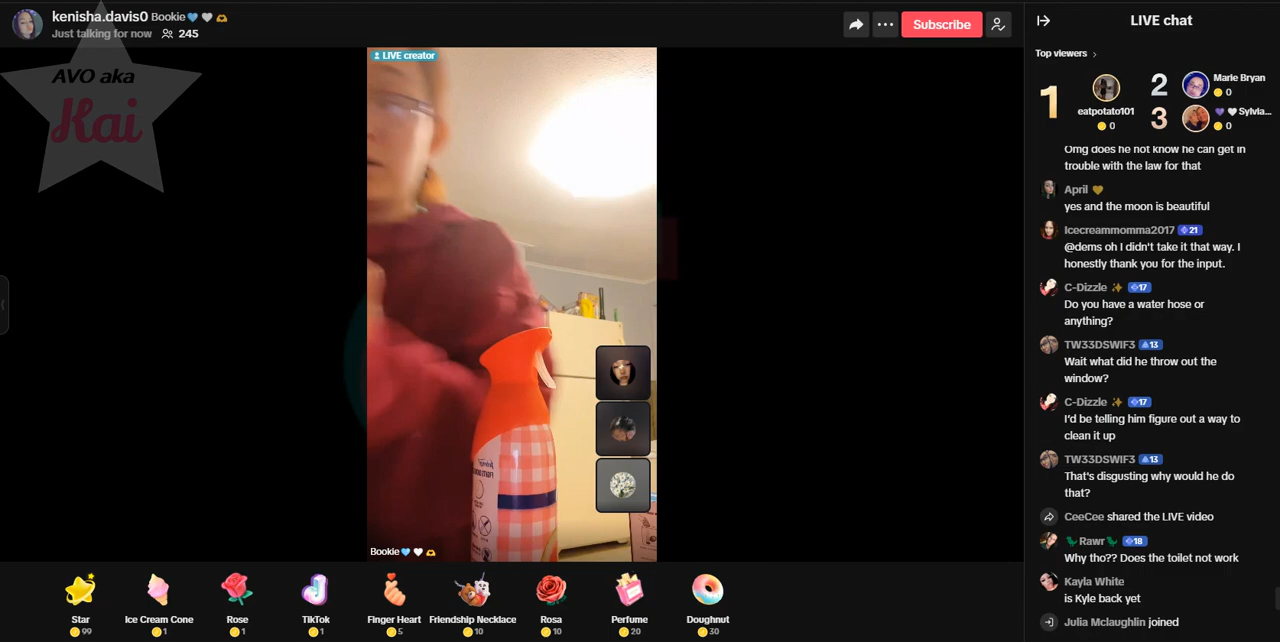 kenisha.davis0 Bookie💙🤍🫶
Just talking for now 245
Subscribe
AVO aka
Kai
LIVE creator
Bookie💙🤍🫶
Star
99
Ice Cream Cone
1
Rose
1
TikTok
1
Finger Heart
5
Friendship Necklace
10
Rosa
10
Perfume
20
Doughnut
30
LIVE chat
Top viewers >
1
eatpotato101
0
2
Marie Bryan
0
3
💜🤍Sylvia...
0
Omg does he not know he can get in
trouble with the law for that
April 💛
yes and the moon is beautiful
Icecreammomma2017 21
@dems oh I didn't take it that way. I
honestly thank you for the input.
C-Dizzle ✨ 17
Do you have a water hose or
anything?
TW33DSWIF3 13
Wait what did he throw out the
window?
C-Dizzle ✨ 17
I'd be telling him figure out a way to
clean it up
TW33DSWIF3 13
That's disgusting why would he do
that?
CeeCee shared the LIVE video
🦖Rawr🦖 18
Why tho?? Does the toilet not work
Kayla White
is Kyle back yet
Julia Mclaughlin joined